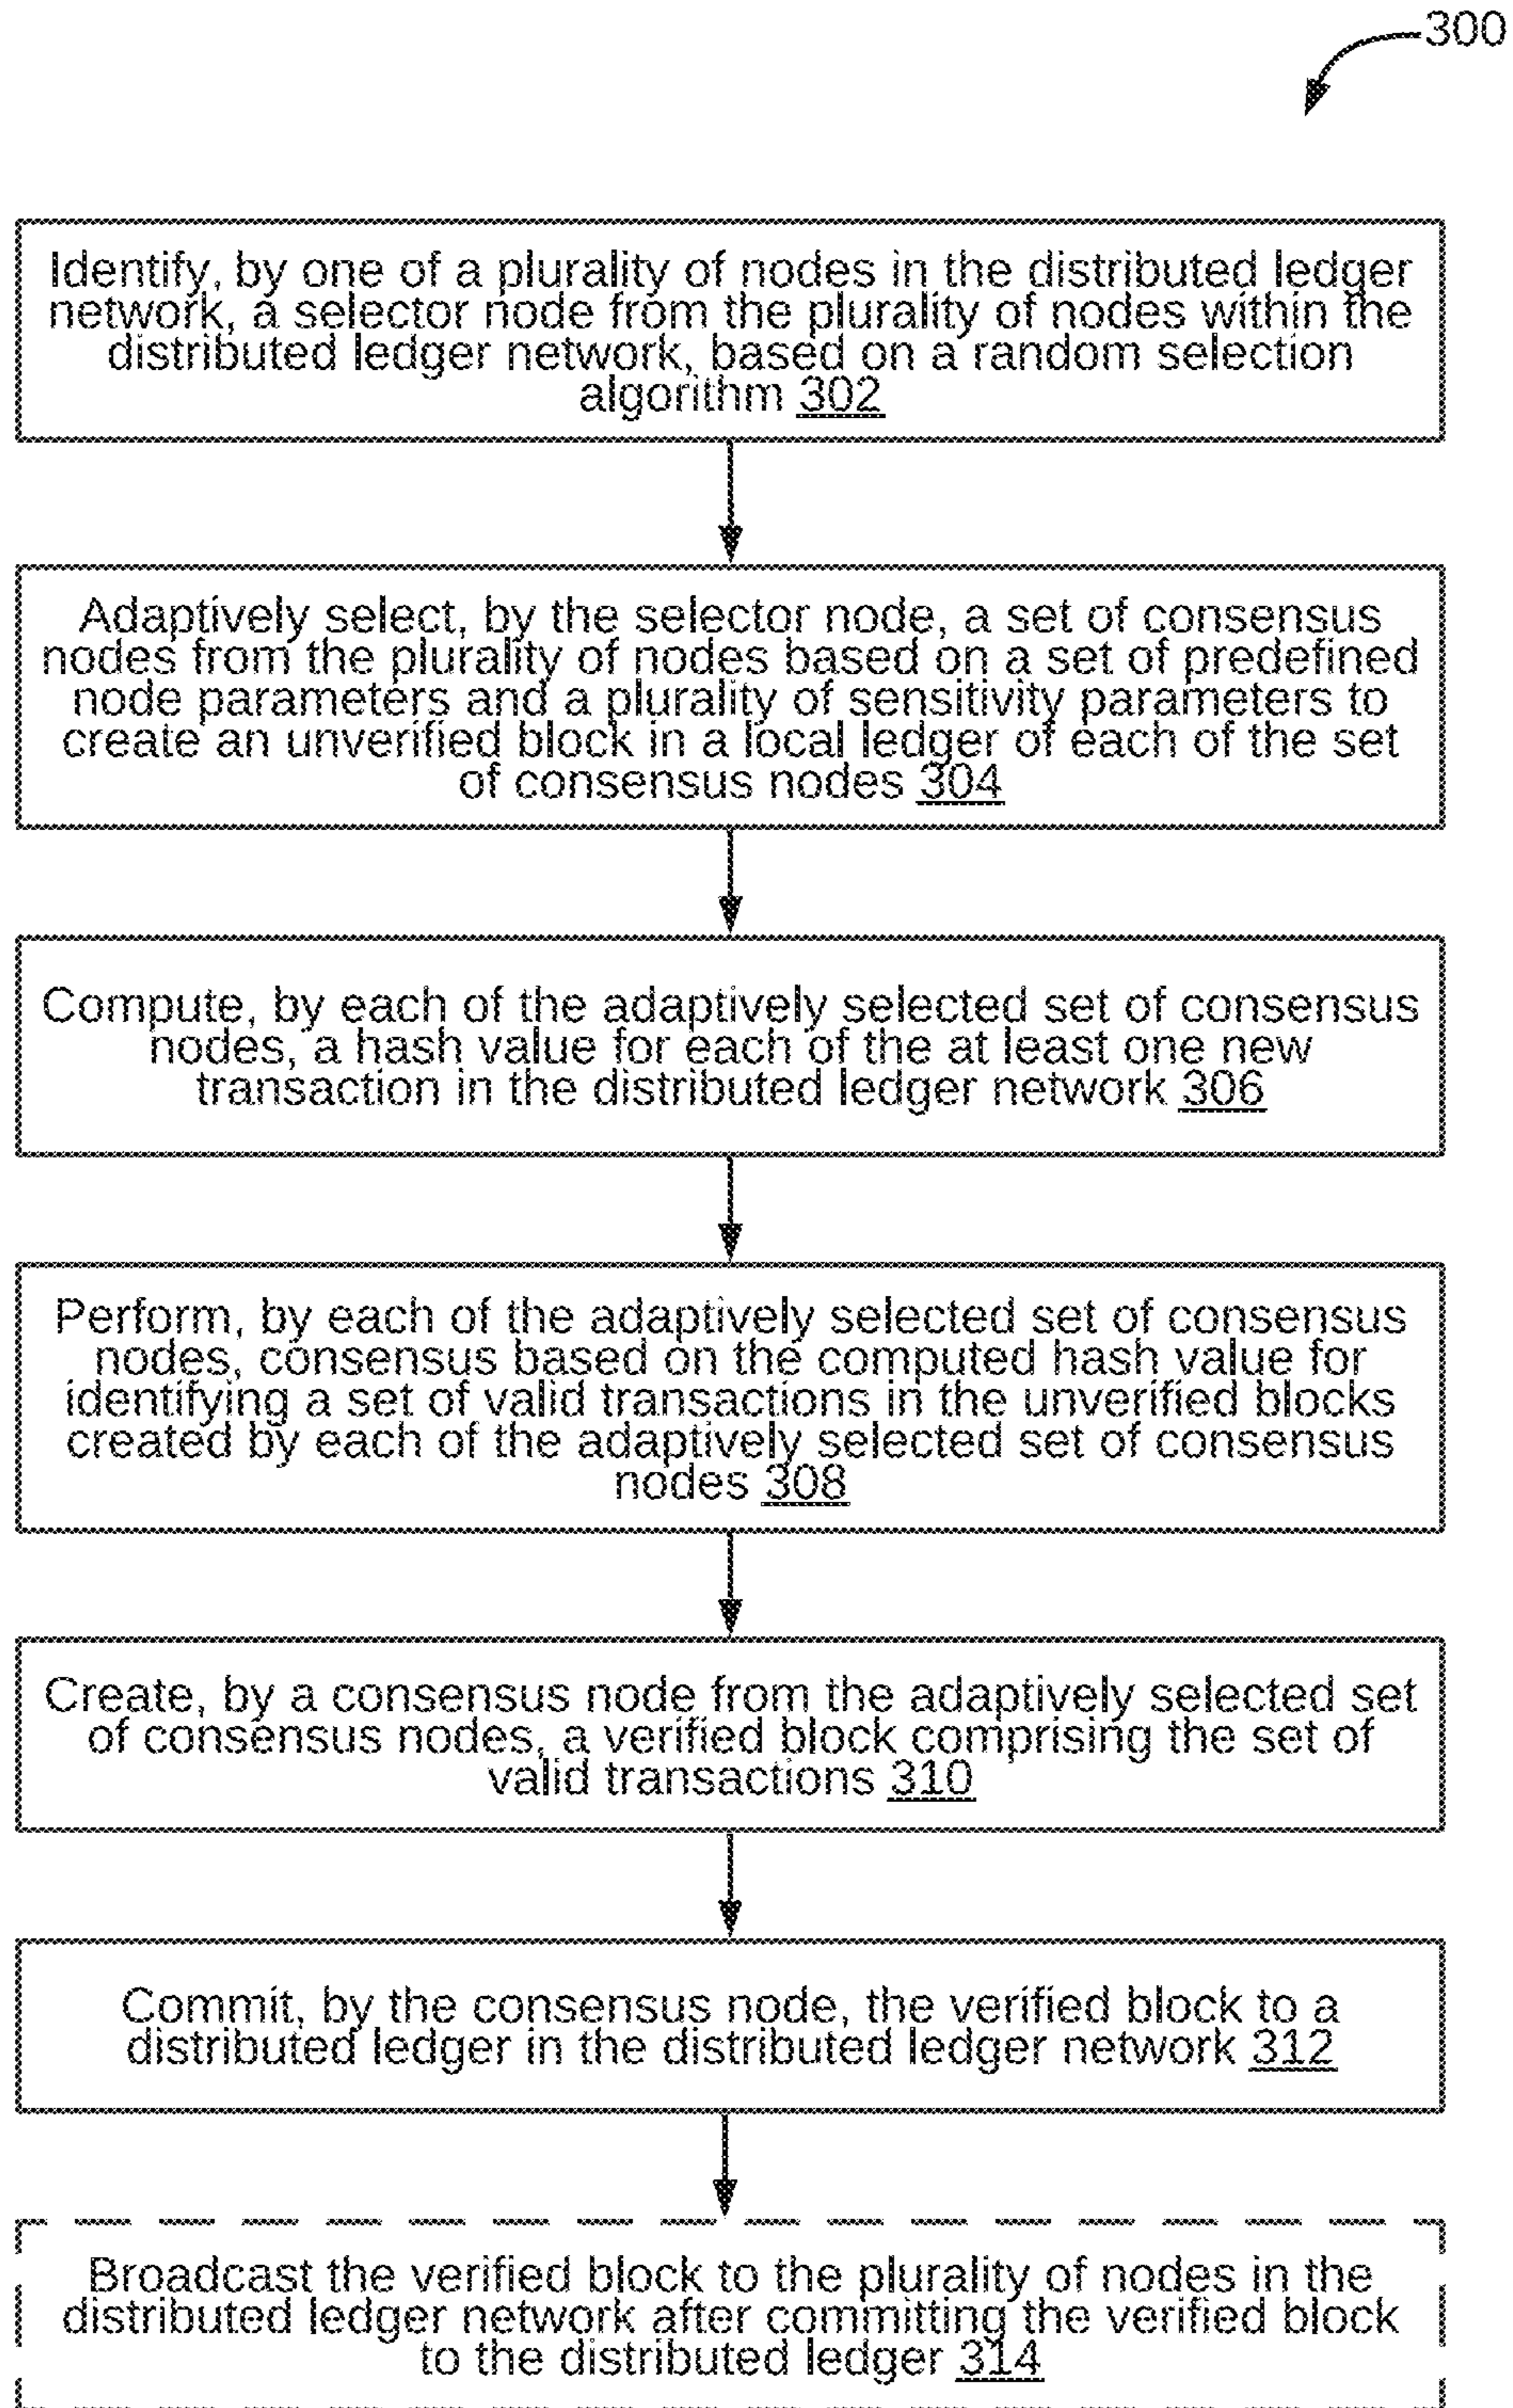 300
Identify, by one of a plurality of nodes in the distributed ledger
network, a selector node from the plurality of nodes within the
distributed ledger network, based on a random selection
algorithm 302
Adaptively select, by the selector node, a set of consensus
nodes from the plurality of nodes based on a set of predefined
node parameters and a plurality of sensitivity parameters to
create an unverified block in a local ledger of each of the set
of consensus nodes 304
Compute, by each of the adaptively selected set of consensus
nodes, a hash value for each of the at least one new
transaction in the distributed ledger network 306
Perform, by each of the adaptively selected set of consensus
nodes, consensus based on the computed hash value for
identifying a set of valid transactions in the unverified blocks
created by each of the adaptively selected set of consensus
nodes 308
Create, by a consensus node from the adaptively selected set
of consensus nodes, a verified block comprising the set of
valid transactions 310
Commit, by the consensus node, the verified block to a
distributed ledger in the distributed ledger network 312
Broadcast the verified block to the plurality of nodes in the
distributed ledger network after committing the verified block
to the distributed ledger 314